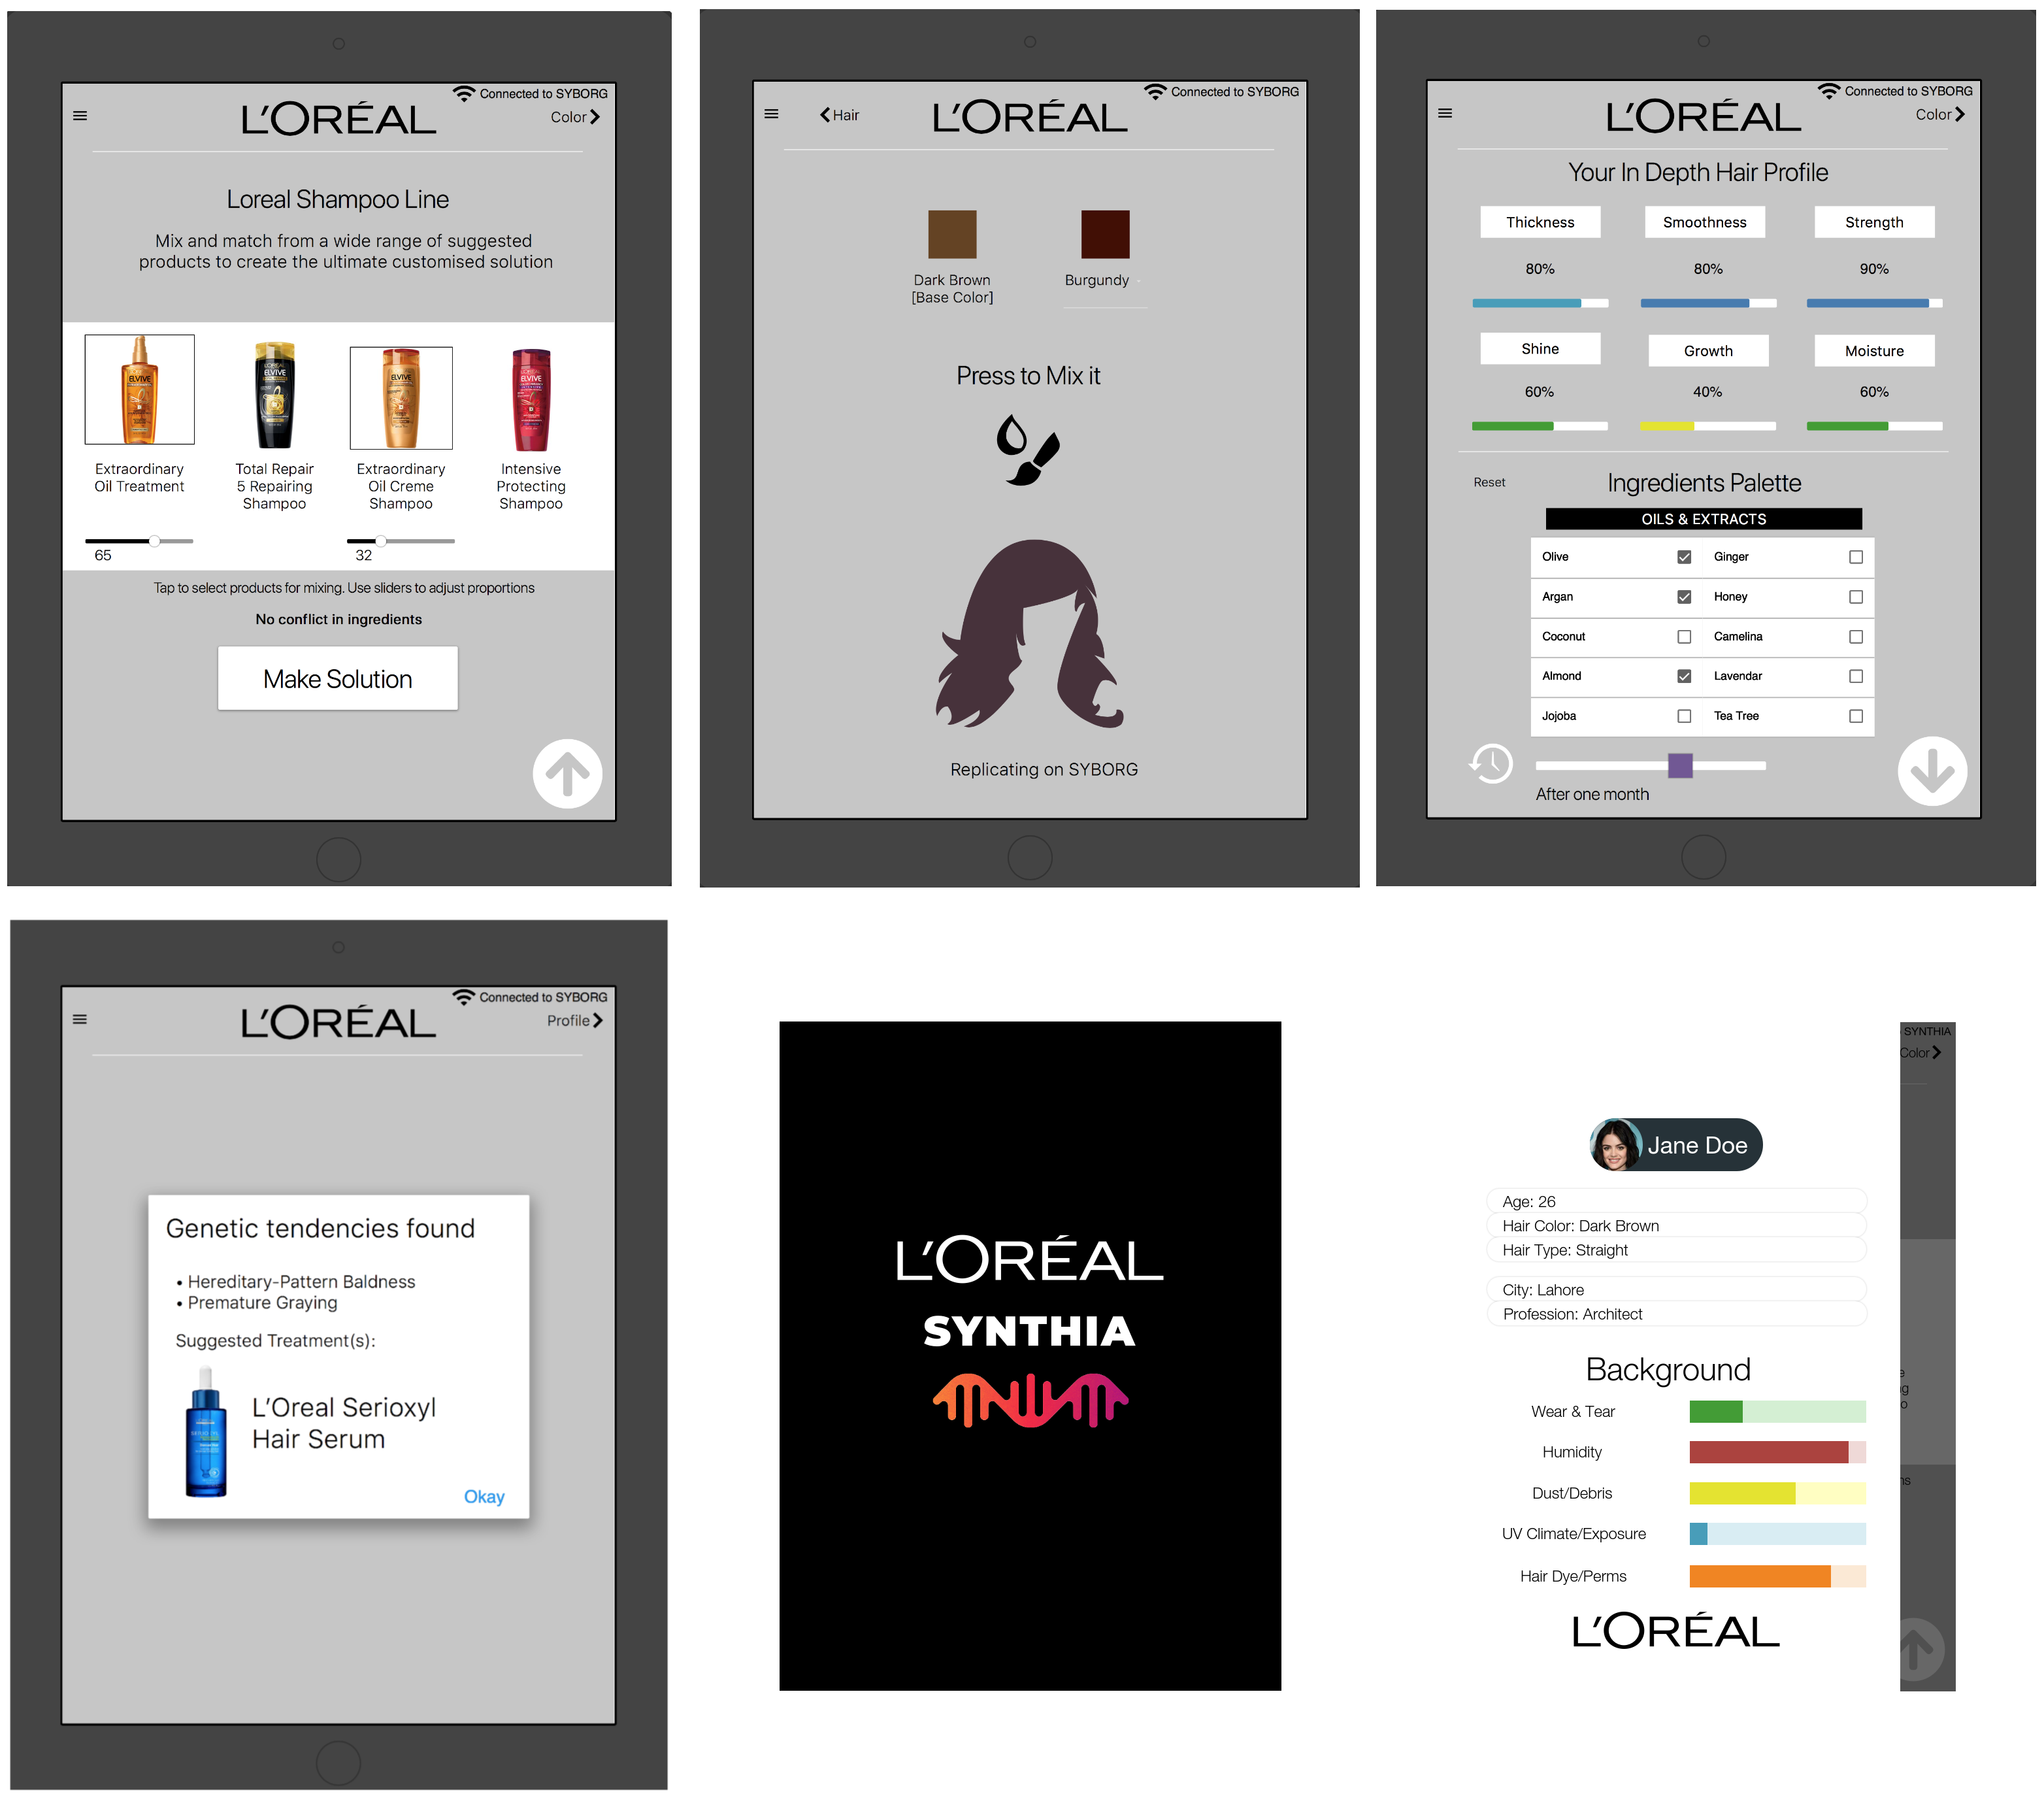 Connected to SYBORG
L'ORÉAL
Color
Loreal Shampoo Line
Mix and match from a wide range of suggested
products to create the ultimate customised solution
ELVIVE
L'ORÉAL
ELVIVE
ELVIVE
ELVIVE
Extraordinary
Oil Treatment
Total Repair
5 Repairing
Shampoo
Extraordinary
Oil Creme
Shampoo
Intensive
Protecting
Shampoo
65
32
Tap to select products for mixing. Use sliders to adjust proportions
No conflict in ingredients
Make Solution
Connected to SYBORG
Hair
L'ORÉAL
Dark Brown
[Base Color]
Burgundy
Press to Mix it
Replicating on SYBORG
Connected to SYBORG
L'ORÉAL
Color
Your In Depth Hair Profile
Thickness
Smoothness
Strength
80%
80%
90%
Shine
Growth
Moisture
60%
40%
60%
Reset
Ingredients Palette
OILS & EXTRACTS
Olive
Ginger
Argan
Honey
Coconut
Camelina
Almond
Lavendar
Jojoba
Tea Tree
After one month
Connected to SYBORG
L'ORÉAL
Profile
Genetic tendencies found
• Hereditary-Pattern Baldness
• Premature Graying
Suggested Treatment(s):
L'Oreal Serioxyl
Hair Serum
Okay
L'ORÉAL
SYNTHIA
SYNTHIA
Color
Jane Doe
Age: 26
Hair Color: Dark Brown
Hair Type: Straight
City: Lahore
Profession: Architect
Background
Wear & Tear
Humidity
Dust/Debris
UV Climate/Exposure
Hair Dye/Perms
L'ORÉAL